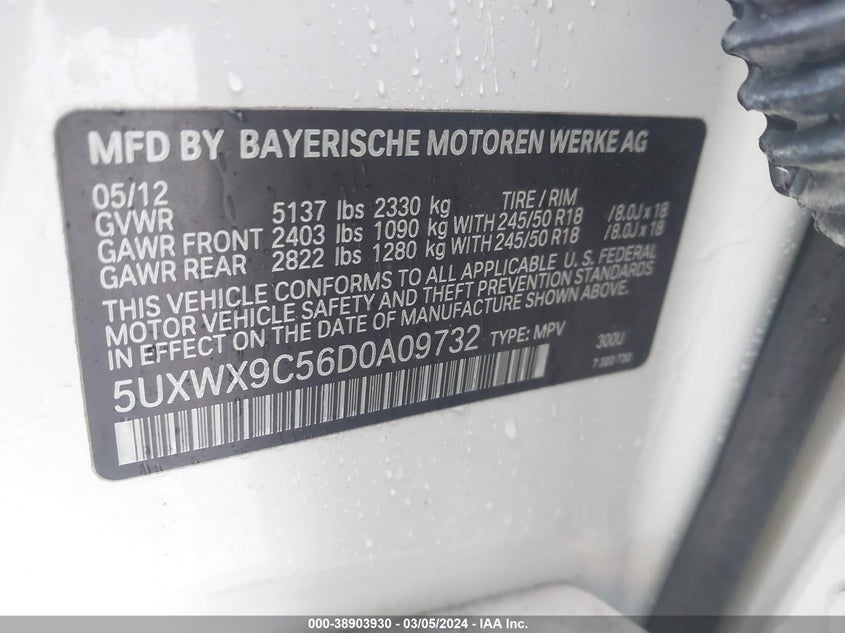 MFD BY BAYERISCHE MOTOREN WERKE AG
05/12 TIRE / RIM
GVWR 5137 lbs 2330 kg
GAWR FRONT 2403 lbs 1090 kg WITH 245/50 R18 /8.0J x 18
GAWR REAR 2822 lbs 1280 kg WITH 245/50 R18 /8.0J x 18
THIS VEHICLE CONFORMS TO ALL APPLICABLE U. S. FEDERAL
MOTOR VEHICLE SAFETY AND THEFT PREVENTION STANDARDS
IN EFFECT ON THE DATE OF MANUFACTURE SHOWN ABOVE.
5UXWX9C56D0A09732 TYPE: MPV 300U
7 320 730
000-38903930 - 03/05/2024 - IAA Inc.